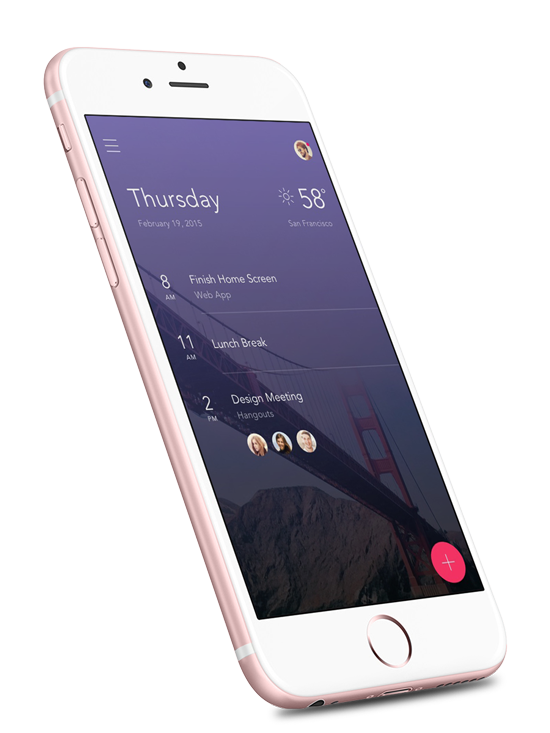 Thursday
February 19, 2015
58°
San Francisco
8
AM
Finish Home Screen
Web App
11
AM
Lunch Break
2
PM
Design Meeting
Hangouts